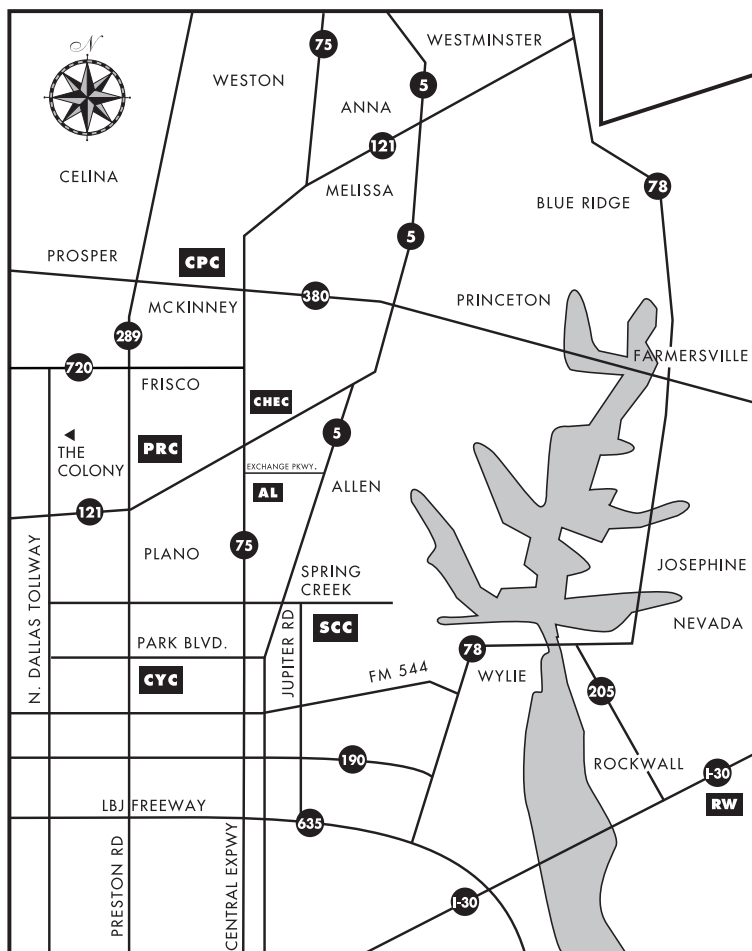 N
75
WESTMINSTER
WESTON
5
ANNA
121
CELINA
MELISSA
78
BLUE RIDGE
5
PROSPER
CPC
380
PRINCETON
MCKINNEY
289
FARMERSVILLE
720
FRISCO
CHEC
5
THE
COLONY
PRC
EXCHANGE PKWY.
AL
ALLEN
121
75
PLANO
N. DALLAS TOLLWAY
SPRING
CREEK
JOSEPHINE
NEVADA
JUPITER RD
SCC
PARK BLVD.
CYC
78
FM 544
WYLIE
205
190
ROCKWALL
I-30
RW
LBJ FREEWAY
635
PRESTON RD
CENTRAL EXPWY
I-30